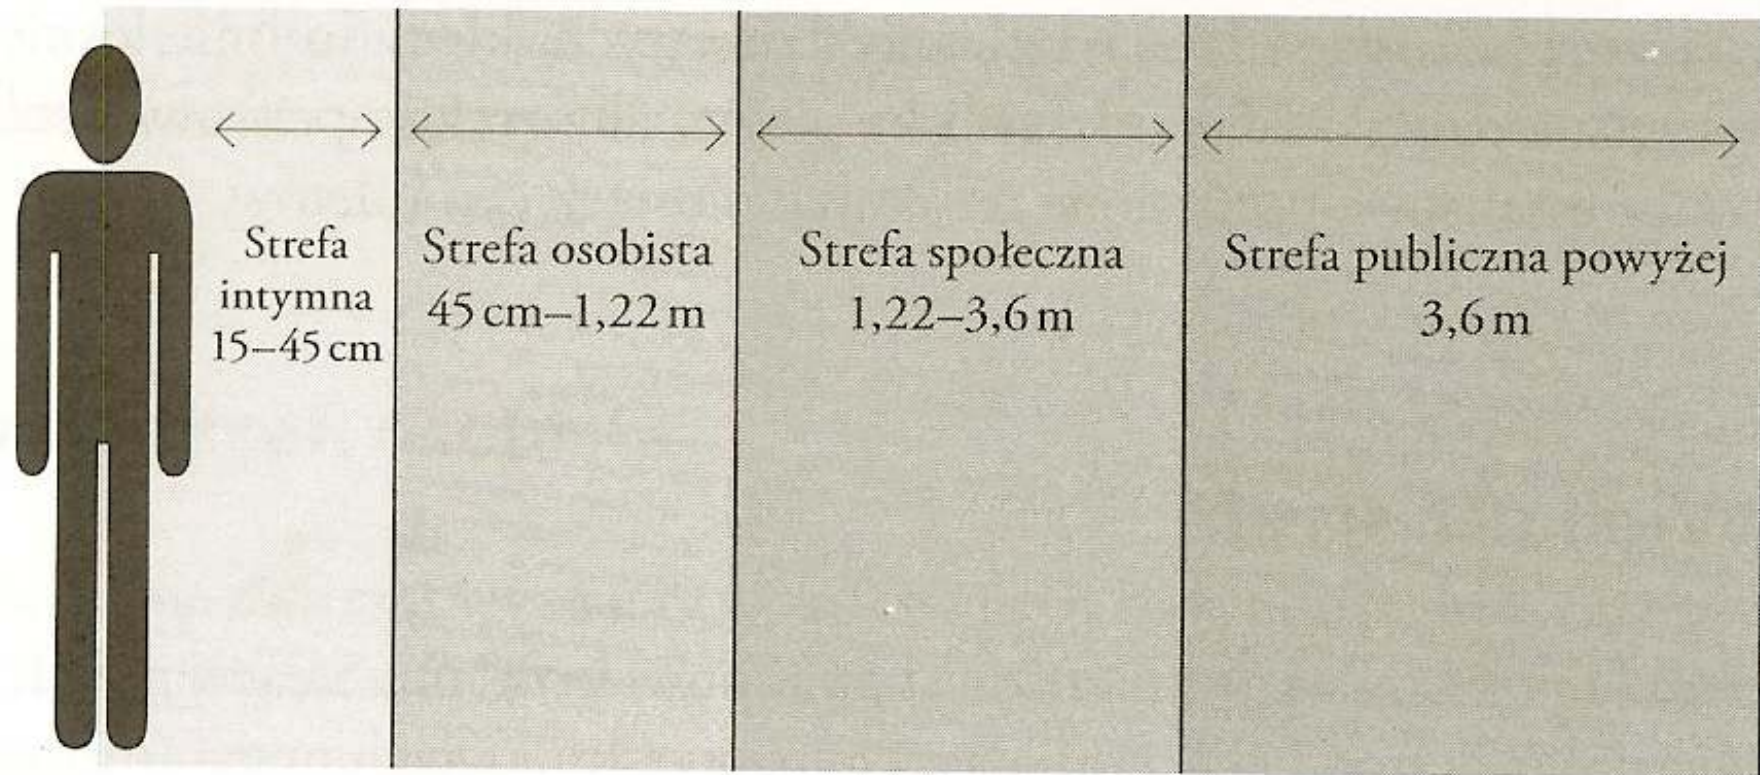 Strefa
intymna
15–45 cm
Strefa osobista
45 cm–1,22 m
Strefa społeczna
1,22–3,6 m
Strefa publiczna powyżej
3,6 m